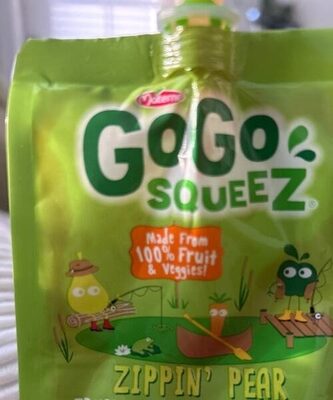 GoGo
SQUEEZ®
Made From
100% Fruit
& Veggies!
ZIPPIN' PEAR